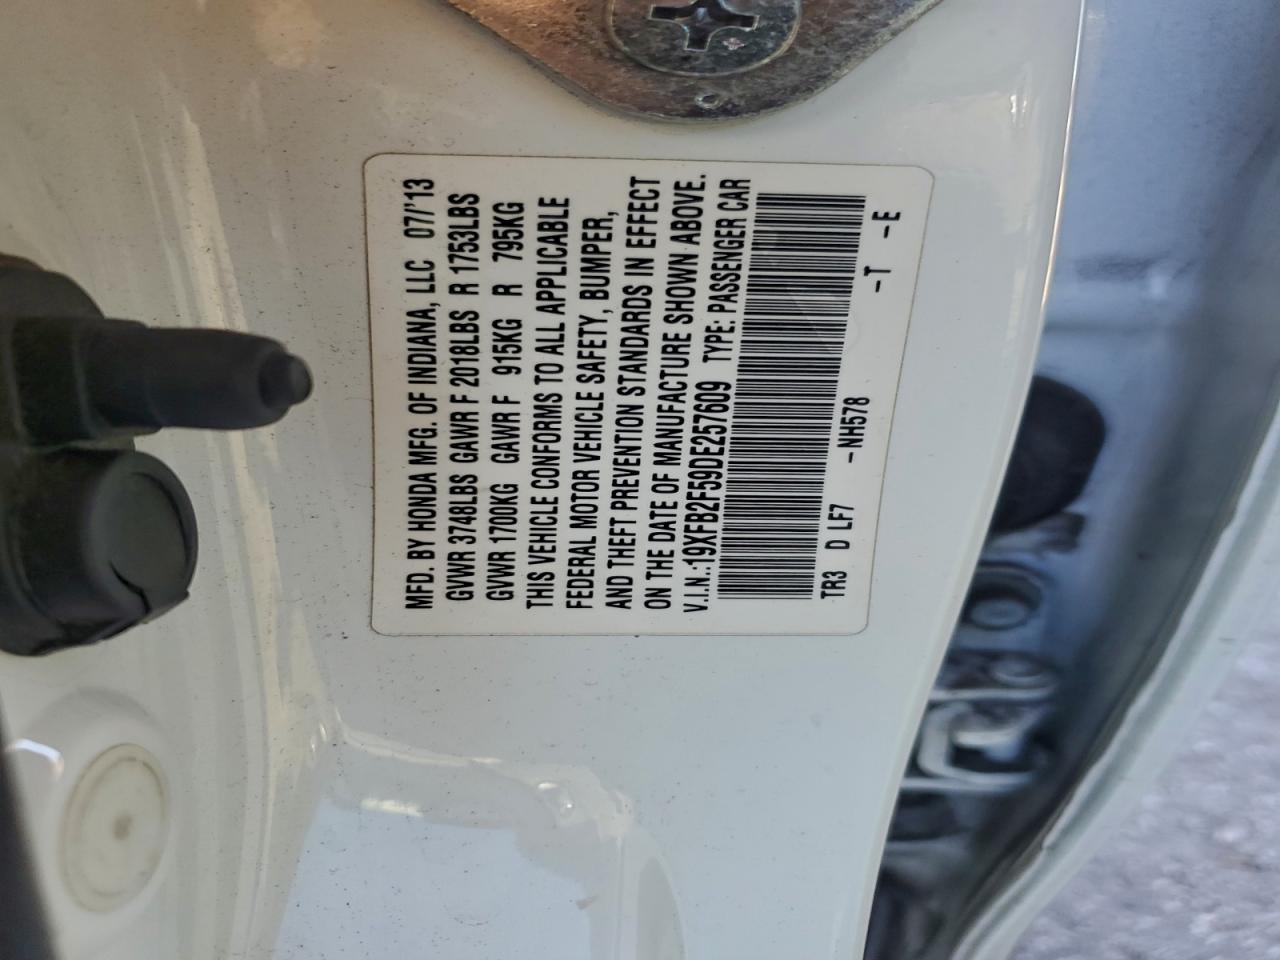 MFD. BY HONDA MFG. OF INDIANA, LLC 07/'13
GVWR 3748LBS GAWR F 2018LBS R 1753LBS
GVWR 1700KG GAWR F 915KG R 795KG
THIS VEHICLE CONFORMS TO ALL APPLICABLE
FEDERAL MOTOR VEHICLE SAFETY, BUMPER,
AND THEFT PREVENTION STANDARDS IN EFFECT
ON THE DATE OF MANUFACTURE SHOWN ABOVE.
V.I.N.:19XFB2F59DE257609 TYPE: PASSENGER CAR
TR3 D LF7 -NH578 -T -E